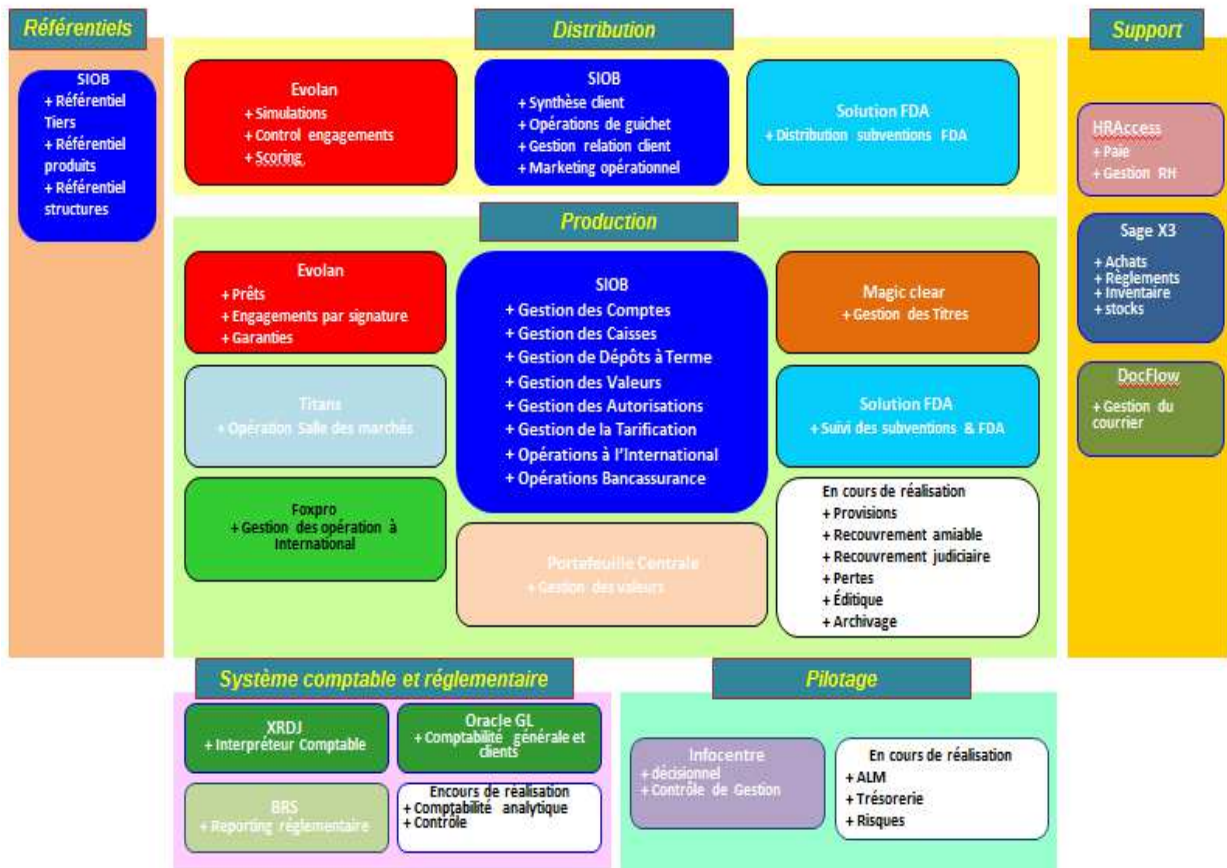 Référentiels
SIOB
+ Référentiel
Tiers
+ Référentiel
produits
+ Référentiel
structures
Distribution
Evolan
+ Simulations
+ Control engagements
+ Scoring
SIOB
+ Synthèse client
+ Opérations de guichet
+ Gestion relation client
+ Marketing opérationnel
Solution FDA
+ Distribution subventions FDA
Production
Evolan
+ Prêts
+ Engagements par signature
+ Garanties
SIOB
+ Gestion des Comptes
+ Gestion des Caisses
+ Gestion de Dépôts à Terme
+ Gestion des Valeurs
+ Gestion des Autorisations
+ Gestion de la Tarification
+ Opérations à l'International
+ Opérations Bancassurance
Magic clear
+ Gestion des Titres
Titans
+ Opération Salle des marchés
Solution FDA
+ Suivi des subventions & FDA
Foxpro
+ Gestion des opération à
International
Portefeuille Centrale
+ Gestion des valeurs
En cours de réalisation
+ Provisions
+ Recouvrement amiable
+ Recouvrement judiciaire
+ Pertes
+ Éditique
+ Archivage
Support
HRAccess
+ Paie
+ Gestion RH
Sage X3
+ Achats
+ Règlements
+ Inventaire
+ stocks
DocFlow
+ Gestion du
courrier
Système comptable et réglementaire
XRDJ
+ Interpréteur Comptable
Oracle GL
+ Comptabilité générale et
clients
BRS
+ Reporting réglementaire
Encours de réalisation
+ Comptabilité analytique
+ Contrôle
Pilotage
Infocentre
+ décisionnel
+ Contrôle de Gestion
En cours de réalisation
+ ALM
+ Trésorerie
+ Risques